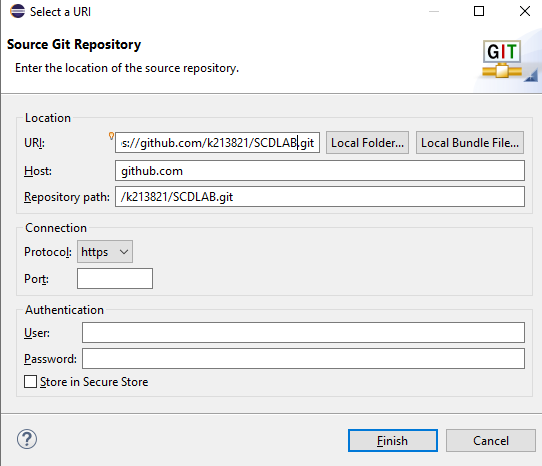 Select a URI
Source Git Repository
Enter the location of the source repository.
GIT
Location
URI: s://github.com/k213821/SCDLAB.git Local Folder... Local Bundle File...
Host: github.com
Repository path: /k213821/SCDLAB.git
Connection
Protocol: https
Port:
Authentication
User:
Password:
Store in Secure Store
? Finish Cancel